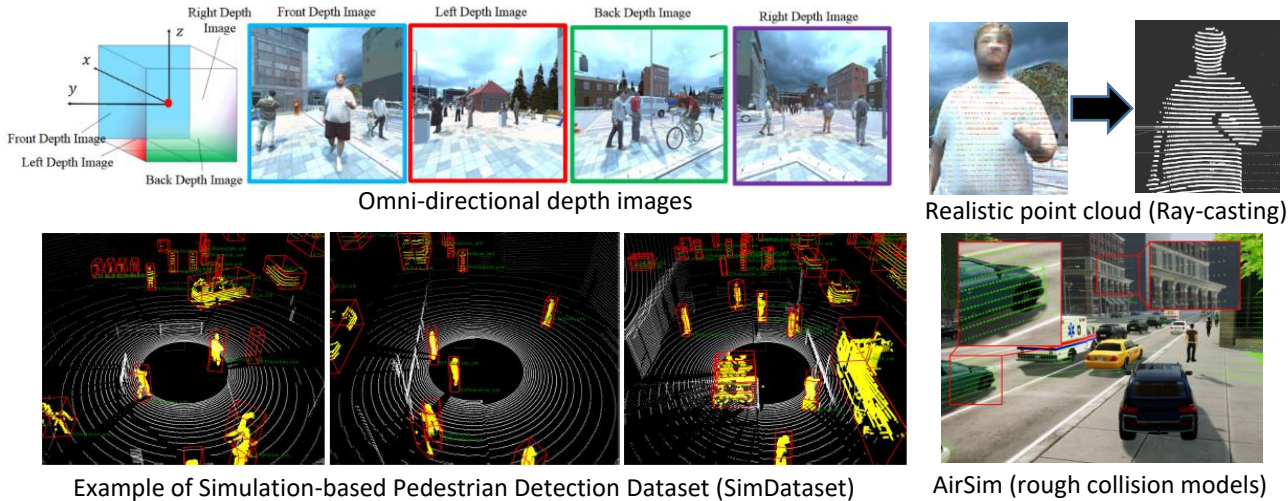 Right Depth
Image
z
x
y
Front Depth Image
Left Depth Image
Back Depth Image
Front Depth Image
Left Depth Image
Back Depth Image
Right Depth Image
Omni-directional depth images
Realistic point cloud (Ray-casting)
Example of Simulation-based Pedestrian Detection Dataset (SimDataset)
AirSim (rough collision models)